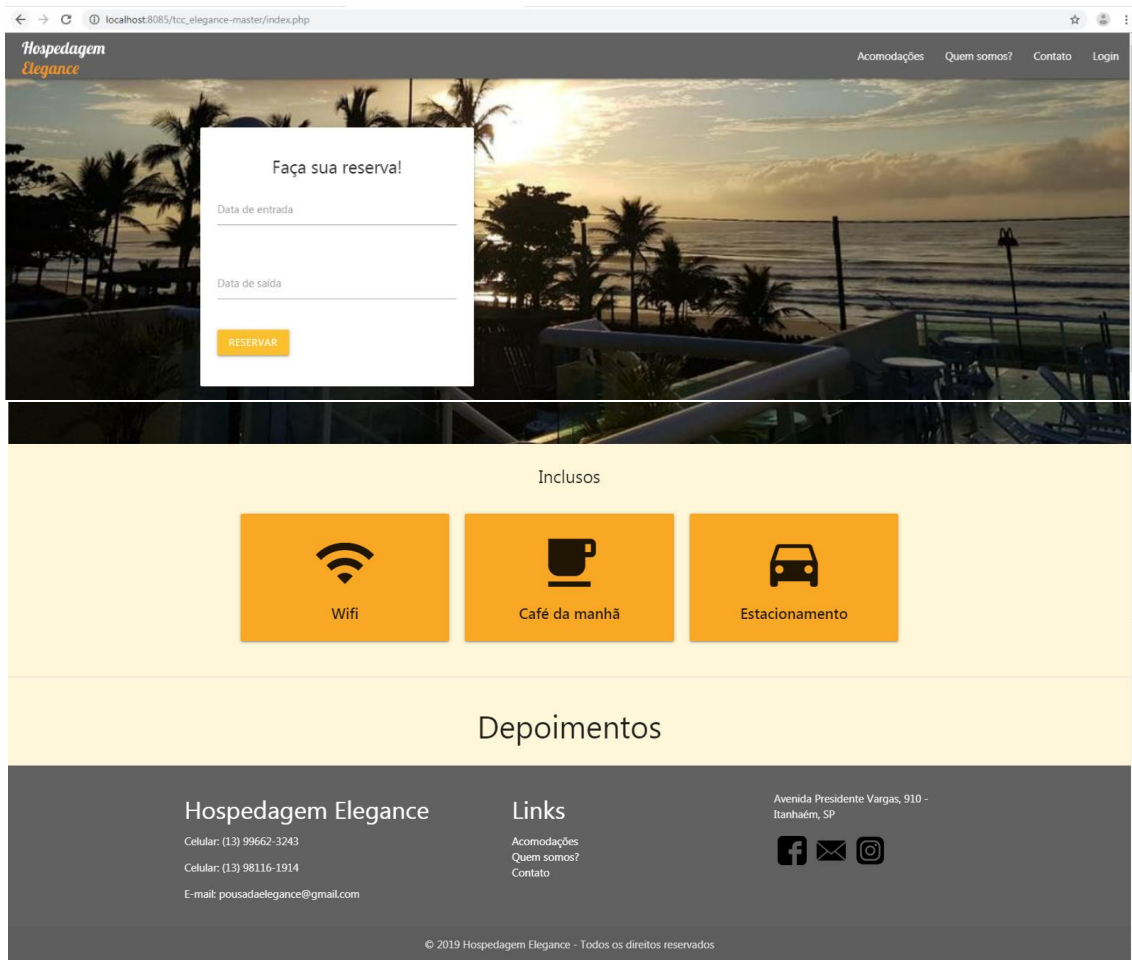 localhost:8085/tcc_elegance-master/index.php
Hospedagem
Elegance
Acomodações Quem somos? Contato Login
Faça sua reserva!
Data de entrada
Data de saída
RESERVAR
Inclusos
Wifi
Café da manhã
Estacionamento
Depoimentos
Hospedagem Elegance
Celular: (13) 99662-3243
Celular: (13) 98116-1914
E-mail: pousadaelegance@gmail.com
Links
Acomodações
Quem somos?
Contato
Avenida Presidente Vargas, 910 -
Itanhaém, SP
© 2019 Hospedagem Elegance - Todos os direitos reservados